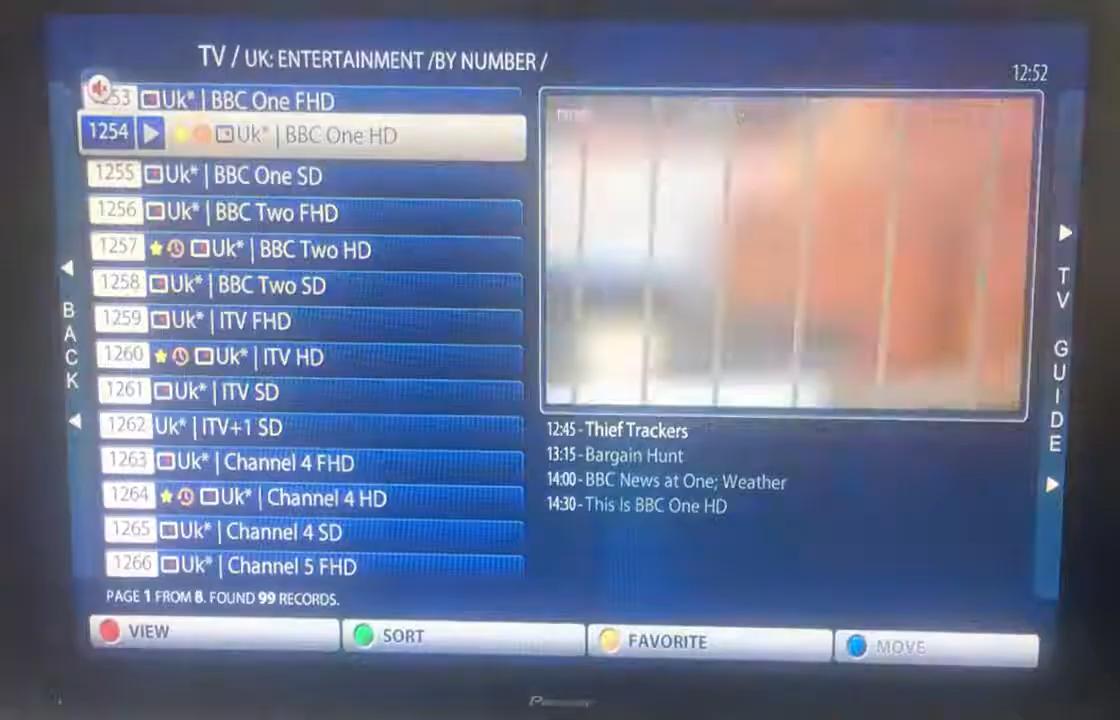 TV / UK: ENTERTAINMENT /BY NUMBER /
12:52
53 Uk* | BBC One FHD
1254 Uk* | BBC One HD
1255 Uk* | BBC One SD
1256 Uk* | BBC Two FHD
1257 Uk* | BBC Two HD
1258 Uk* | BBC Two SD
1259 Uk* | ITV FHD
1260 Uk* | ITV HD
1261 Uk* | ITV SD
1262 Uk* | ITV+1 SD
1263 Uk* | Channel 4 FHD
1264 Uk* | Channel 4 HD
1265 Uk* | Channel 4 SD
1266 Uk* | Channel 5 FHD
PAGE 1 FROM 8. FOUND 99 RECORDS.
BACK
12:45 - Thief Trackers
13:15 - Bargain Hunt
14:00 - BBC News at One; Weather
14:30 - This Is BBC One HD
TV GUIDE
VIEW
SORT
FAVORITE
MOVE